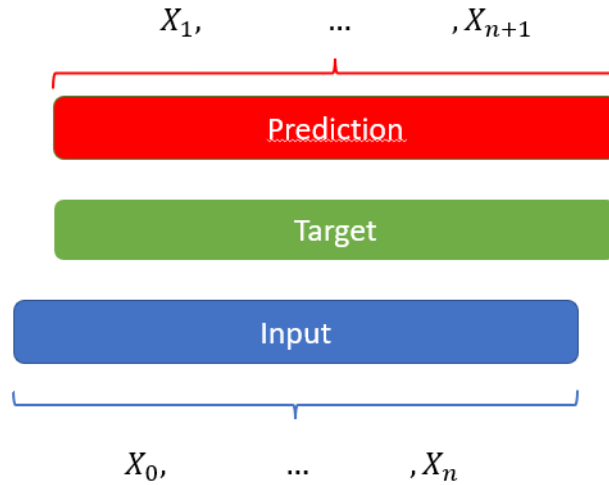 X₁, ... , Xₙ₊₁
Prediction
Target
Input
X₀, ... , Xₙ